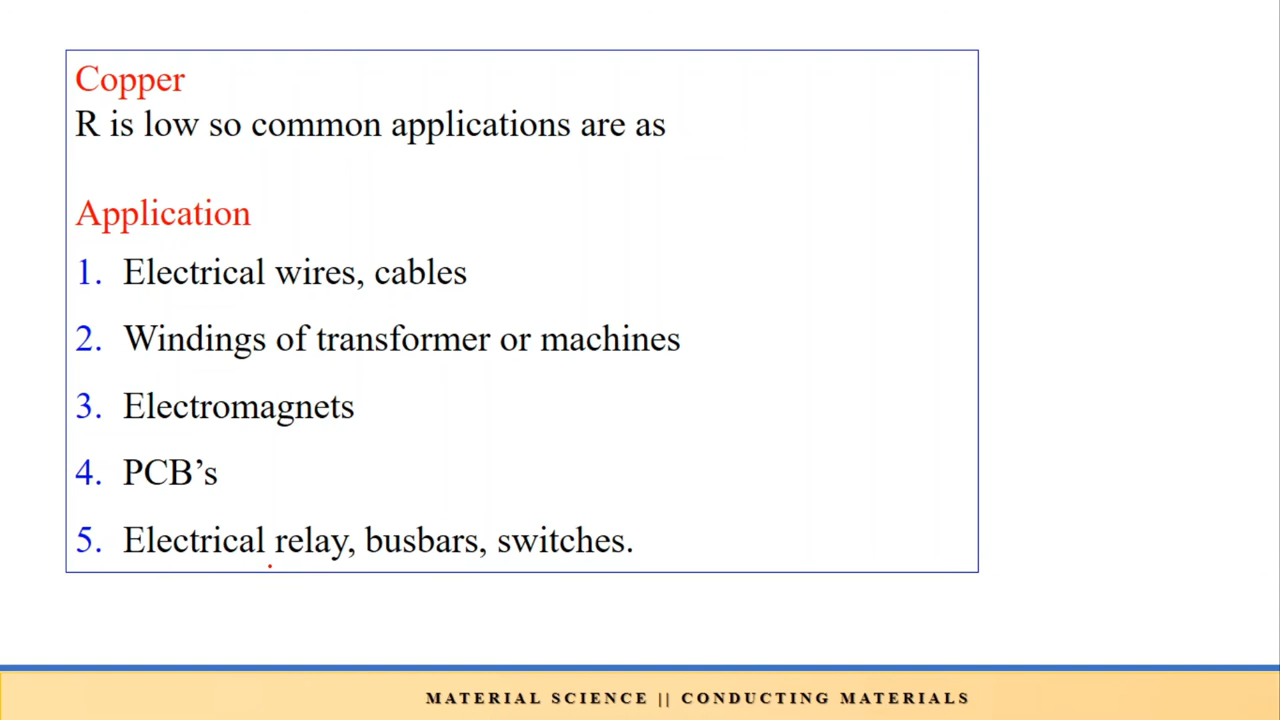 Copper
R is low so common applications are as
Application
1. Electrical wires, cables
2. Windings of transformer or machines
3. Electromagnets
4. PCB’s
5. Electrical relay, busbars, switches.
MATERIAL SCIENCE || CONDUCTING MATERIALS